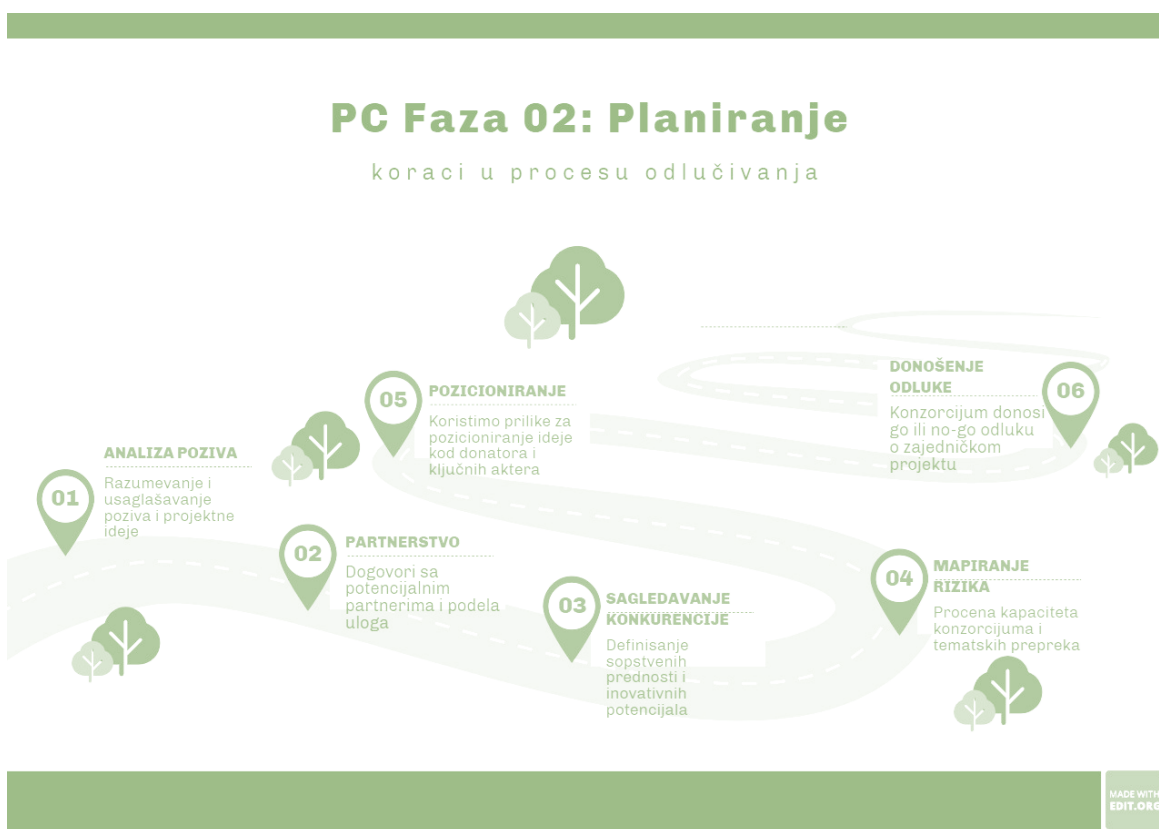 PC Faza 02: Planiranje
koraci u procesu odlučivanja
01
ANALIZA POZIVA
Razumevanje i
usaglašavanje
poziva i projektne
ideje
02
PARTNERSTVO
Dogovori sa
potencijalnim
partnerima i podela
uloga
03
SAGLEDAVANJE
KONKURENCIJE
Definisanje
sopstvenih
prednosti i
inovativnih
potencijala
04
MAPIRANJE
RIZIKA
Procena kapaciteta
konzorcijuma i
tematskih prepreka
05
POZICIONIRANJE
Koristimo prilike za
pozicioniranje ideje
kod donatora i
ključnih aktera
06
DONOŠENJE
ODLUKE
Konzorcijum donosi
go ili no-go odluku
o zajedničkom
projektu
MADE WITH
EDIT.ORG